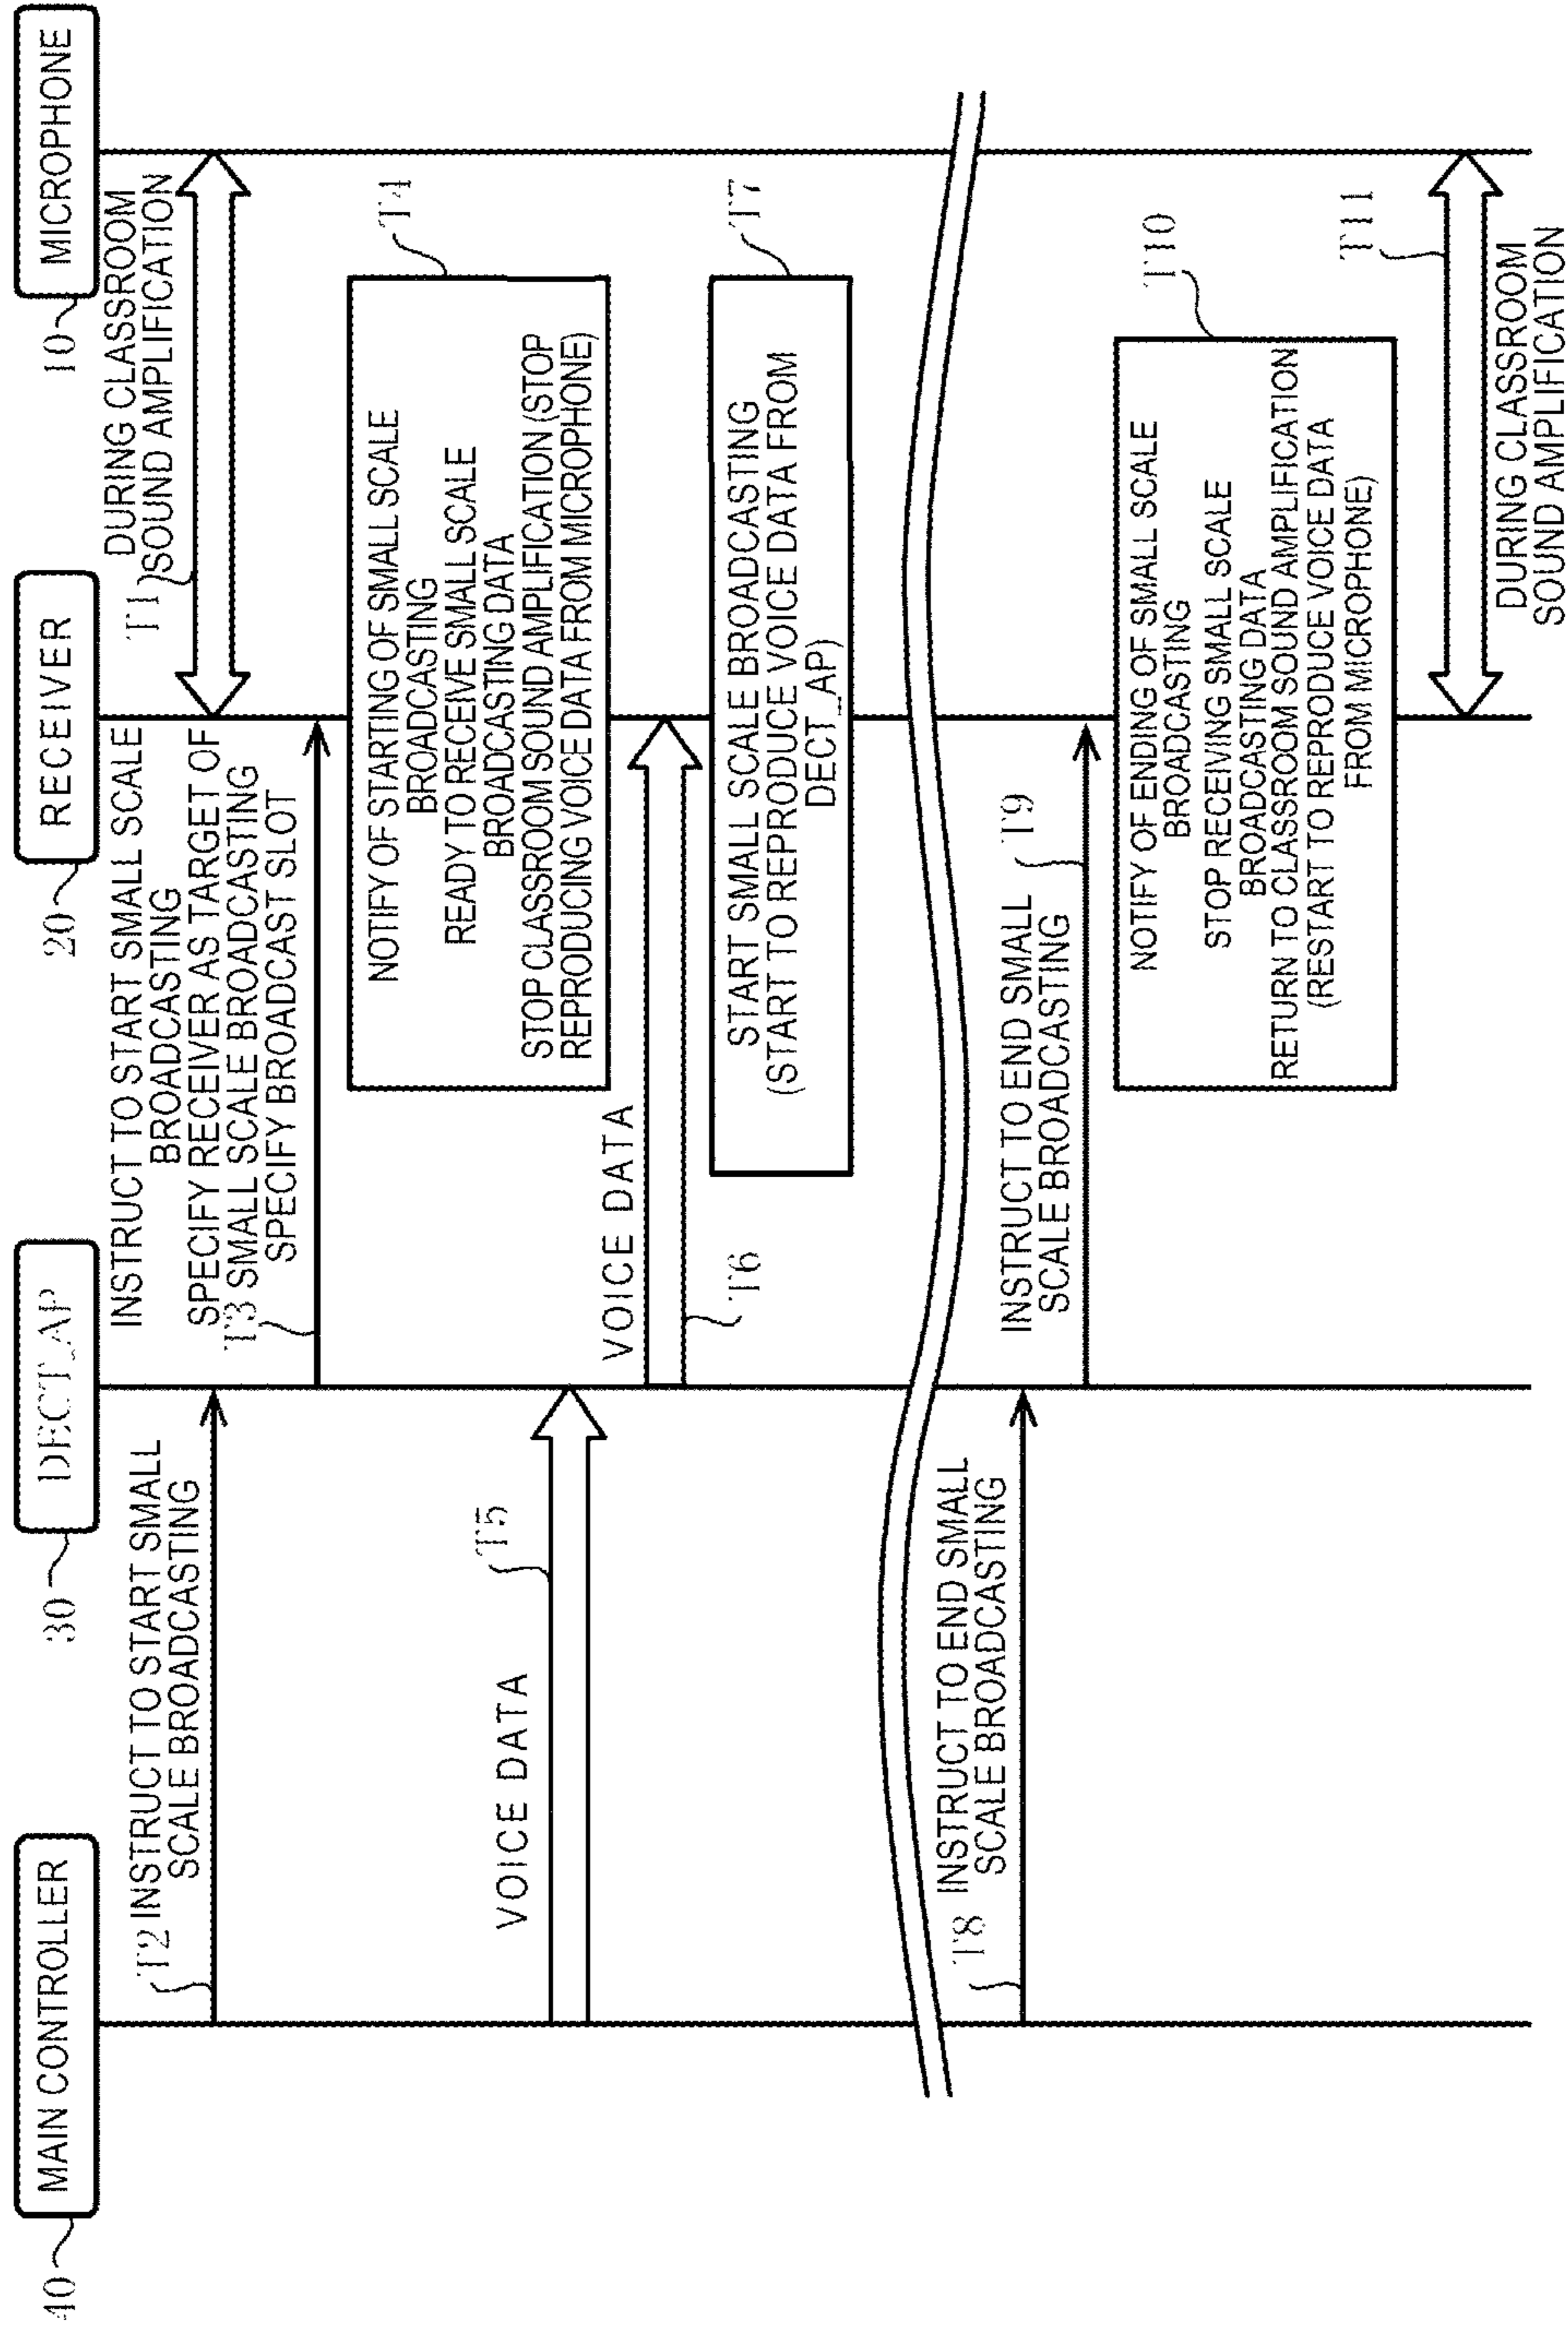 40
MAIN CONTROLLER
30
DECT_AP
20
RECEIVER
10
MICROPHONE
DURING CLASSROOM
SOUND AMPLIFICATION
T1
T2
INSTRUCT TO START SMALL
SCALE BROADCASTING
INSTRUCT TO START SMALL SCALE
BROADCASTING
SPECIFY RECEIVER AS TARGET OF
SMALL SCALE BROADCASTING
SPECIFY BROADCAST SLOT
T3
T4
NOTIFY OF STARTING OF SMALL SCALE
BROADCASTING
READY TO RECEIVE SMALL SCALE
BROADCASTING DATA
STOP CLASSROOM SOUND AMPLIFICATION (STOP
REPRODUCING VOICE DATA FROM MICROPHONE)
VOICE DATA
T5
VOICE DATA
T6
T7
START SMALL SCALE BROADCASTING
(START TO REPRODUCE VOICE DATA FROM
DECT_AP)
T8
INSTRUCT TO END SMALL
SCALE BROADCASTING
INSTRUCT TO END SMALL
SCALE BROADCASTING
T9
T10
NOTIFY OF ENDING OF SMALL SCALE
BROADCASTING
STOP RECEIVING SMALL SCALE
BROADCASTING DATA
RETURN TO CLASSROOM SOUND AMPLIFICATION
(RESTART TO REPRODUCE VOICE DATA
FROM MICROPHONE)
T11
DURING CLASSROOM
SOUND AMPLIFICATION